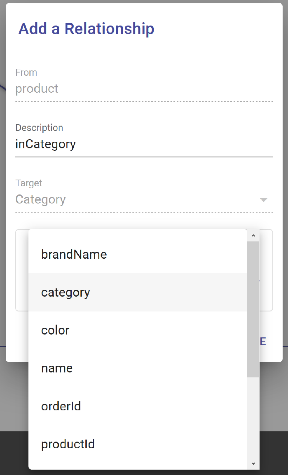 Add a Relationship
From
product
Description
inCategory
Target
Category
brandName
category
color
name
orderId
productId
E